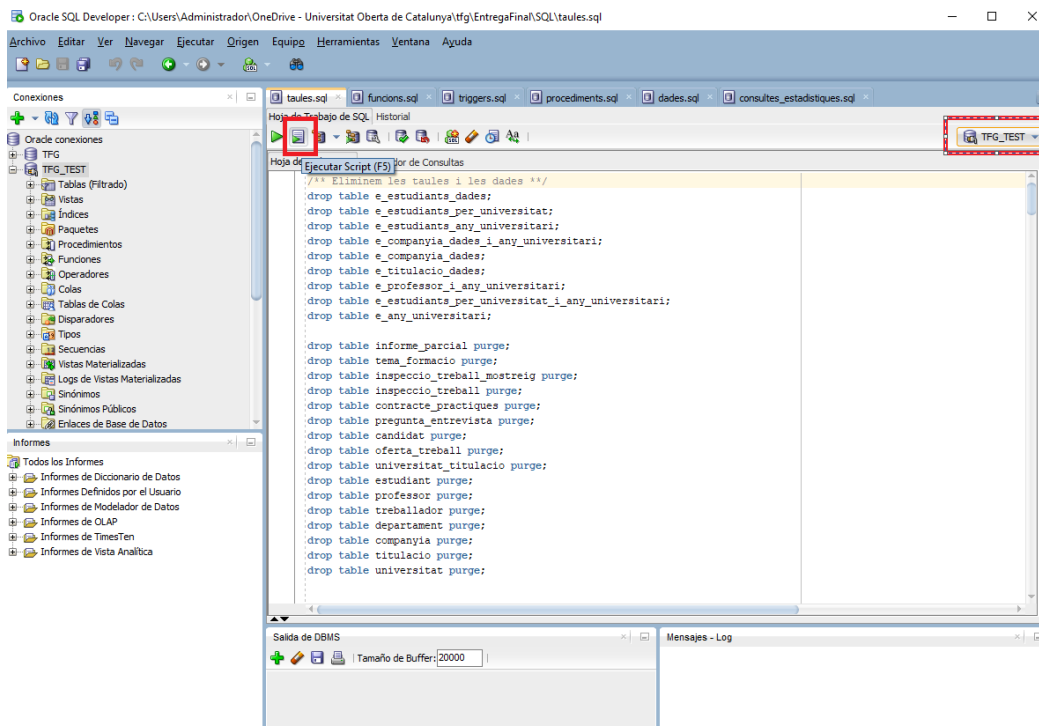 Oracle SQL Developer : C:\Users\Administrador\OneDrive - Universitat Oberta de Catalunya\tfg\EntregaFinal\SQL\taules.sql
Archivo Editar Ver Navegar Ejecutar Origen Equipo Herramientas Ventana Ayuda
Conexiones
Oracle conexiones
TFG
TFG_TEST
Tablas (Filtrado)
Vistas
Índices
Paquetes
Procedimientos
Funciones
Operadores
Colas
Tablas de Colas
Disparadores
Tipos
Secuencias
Vistas Materializadas
Logs de Vistas Materializadas
Sinónimos
Sinónimos Públicos
Enlaces de Base de Datos
Informes
Todos los Informes
Informes de Diccionario de Datos
Informes Definidos por el Usuario
Informes de Modelador de Datos
Informes de OLAP
Informes de TimesTen
Informes de Vista Analítica
taules.sql funcions.sql triggers.sql procediments.sql dades.sql consultes_estadistiques.sql
Hoja de Trabajo de SQL Historial
TFG_TEST
Hoja de dor de Consultas
Ejecutar Script (F5)
/** Eliminem les taules i les dades **/
drop table e_estudiants_dades;
drop table e_estudiants_per_universitat;
drop table e_estudiants_any_universitari;
drop table e_companyia_dades_i_any_universitari;
drop table e_companyia_dades;
drop table e_titulacio_dades;
drop table e_professor_i_any_universitari;
drop table e_estudiants_per_universitat_i_any_universitari;
drop table e_any_universitari;
drop table informe_parcial purge;
drop table tema_formacio purge;
drop table inspeccio_treball_mostreig purge;
drop table inspeccio_treball purge;
drop table contracte_practiques purge;
drop table pregunta_entrevista purge;
drop table candidat purge;
drop table oferta_treball purge;
drop table universitat_titulacio purge;
drop table estudiant purge;
drop table professor purge;
drop table treballador purge;
drop table departament purge;
drop table companyia purge;
drop table titulacio purge;
drop table universitat purge;
Salida de DBMS
Tamaño de Buffer: 20000
Mensajes - Log